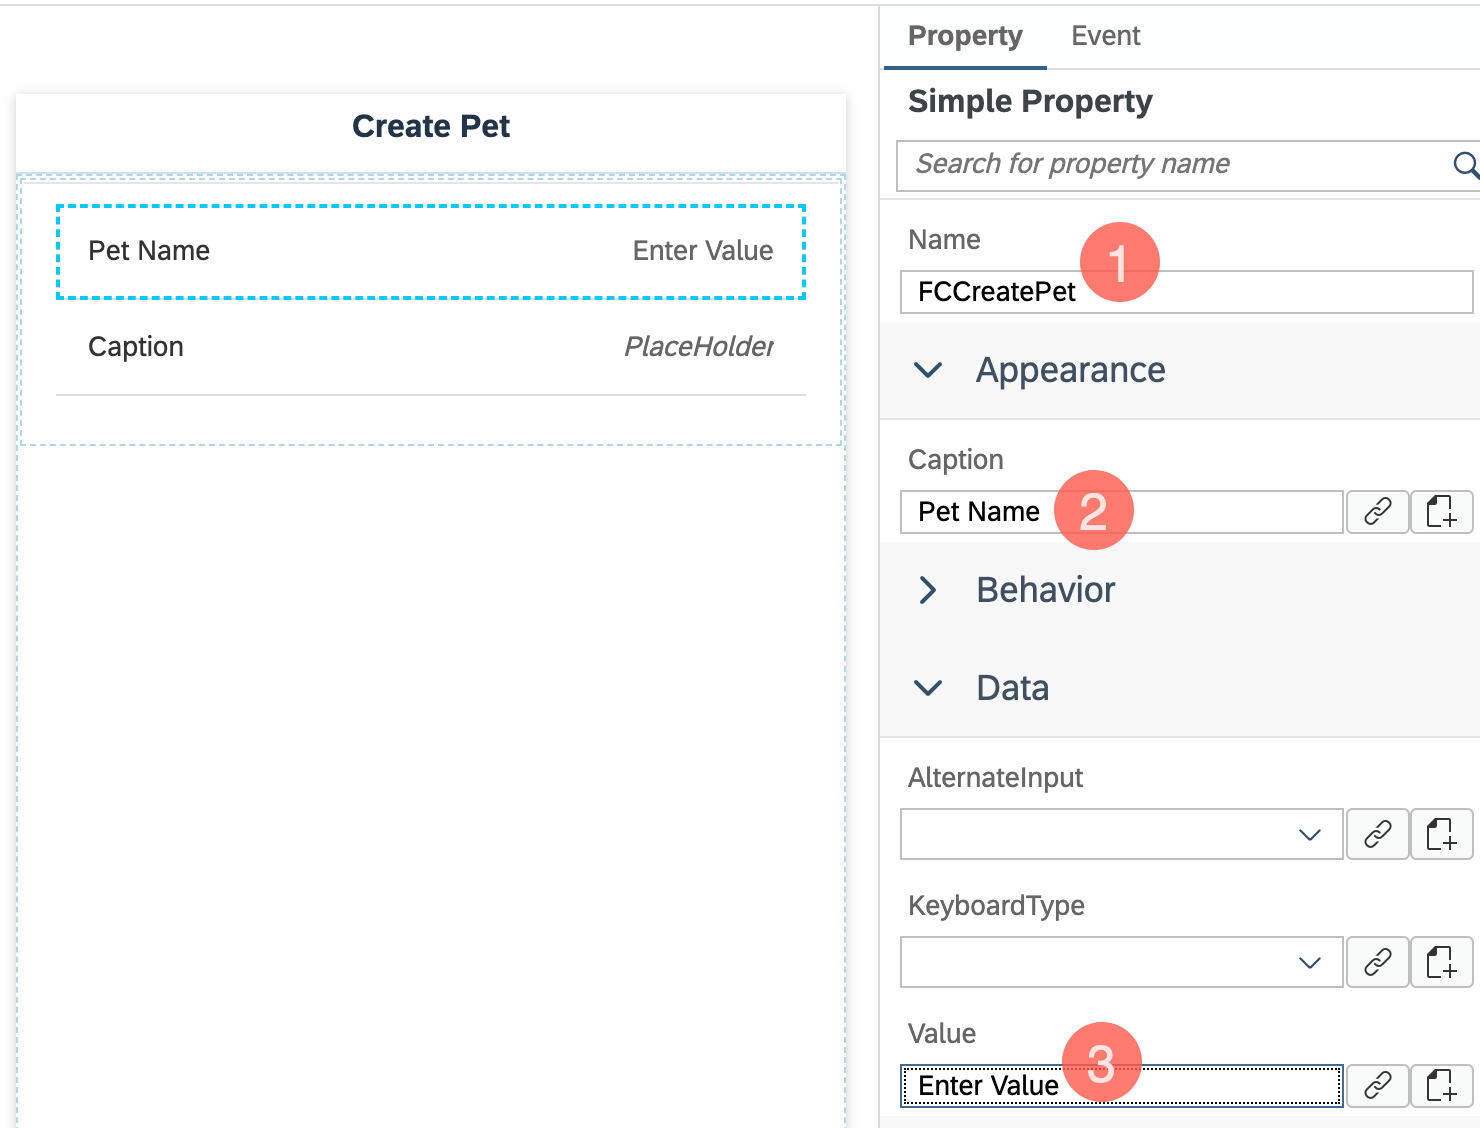 Create Pet
Pet Name Enter Value
Caption PlaceHolder
Property Event
Simple Property
Search for property name
Name
1
FCCreatePet
Appearance
Caption
Pet Name 2
Behavior
Data
AlternateInput
KeyboardType
Value
3
Enter Value